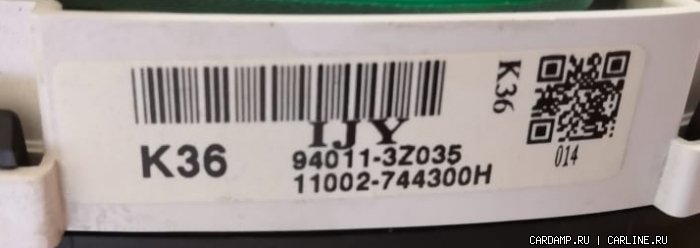 IJY
K36
94011-3Z035
11002-744300H
K36
014
CARDAMP.RU | CARLINE.RU